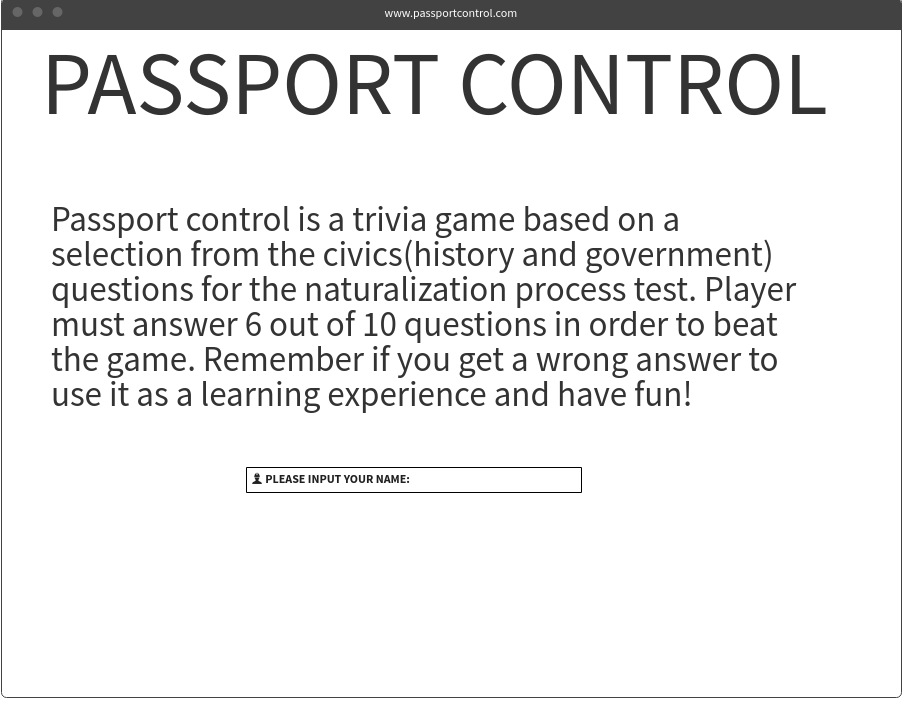 www.passportcontrol.com
PASSPORT CONTROL
Passport control is a trivia game based on a
selection from the civics(history and government)
questions for the naturalization process test. Player
must answer 6 out of 10 questions in order to beat
the game. Remember if you get a wrong answer to
use it as a learning experience and have fun!
PLEASE INPUT YOUR NAME: